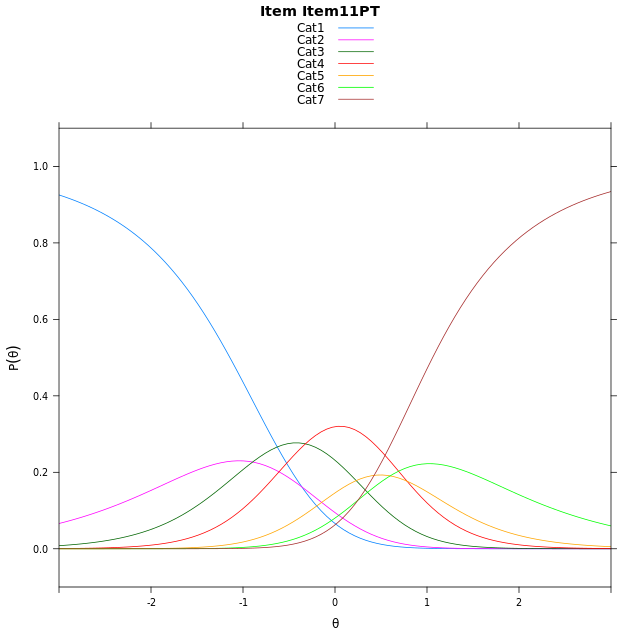 Item Item11PT
Cat1
Cat2
Cat3
Cat4
Cat5
Cat6
Cat7
1.0
0.8
0.6
0.4
0.2
0.0
P(θ)
-2 -1 0 1 2
θ